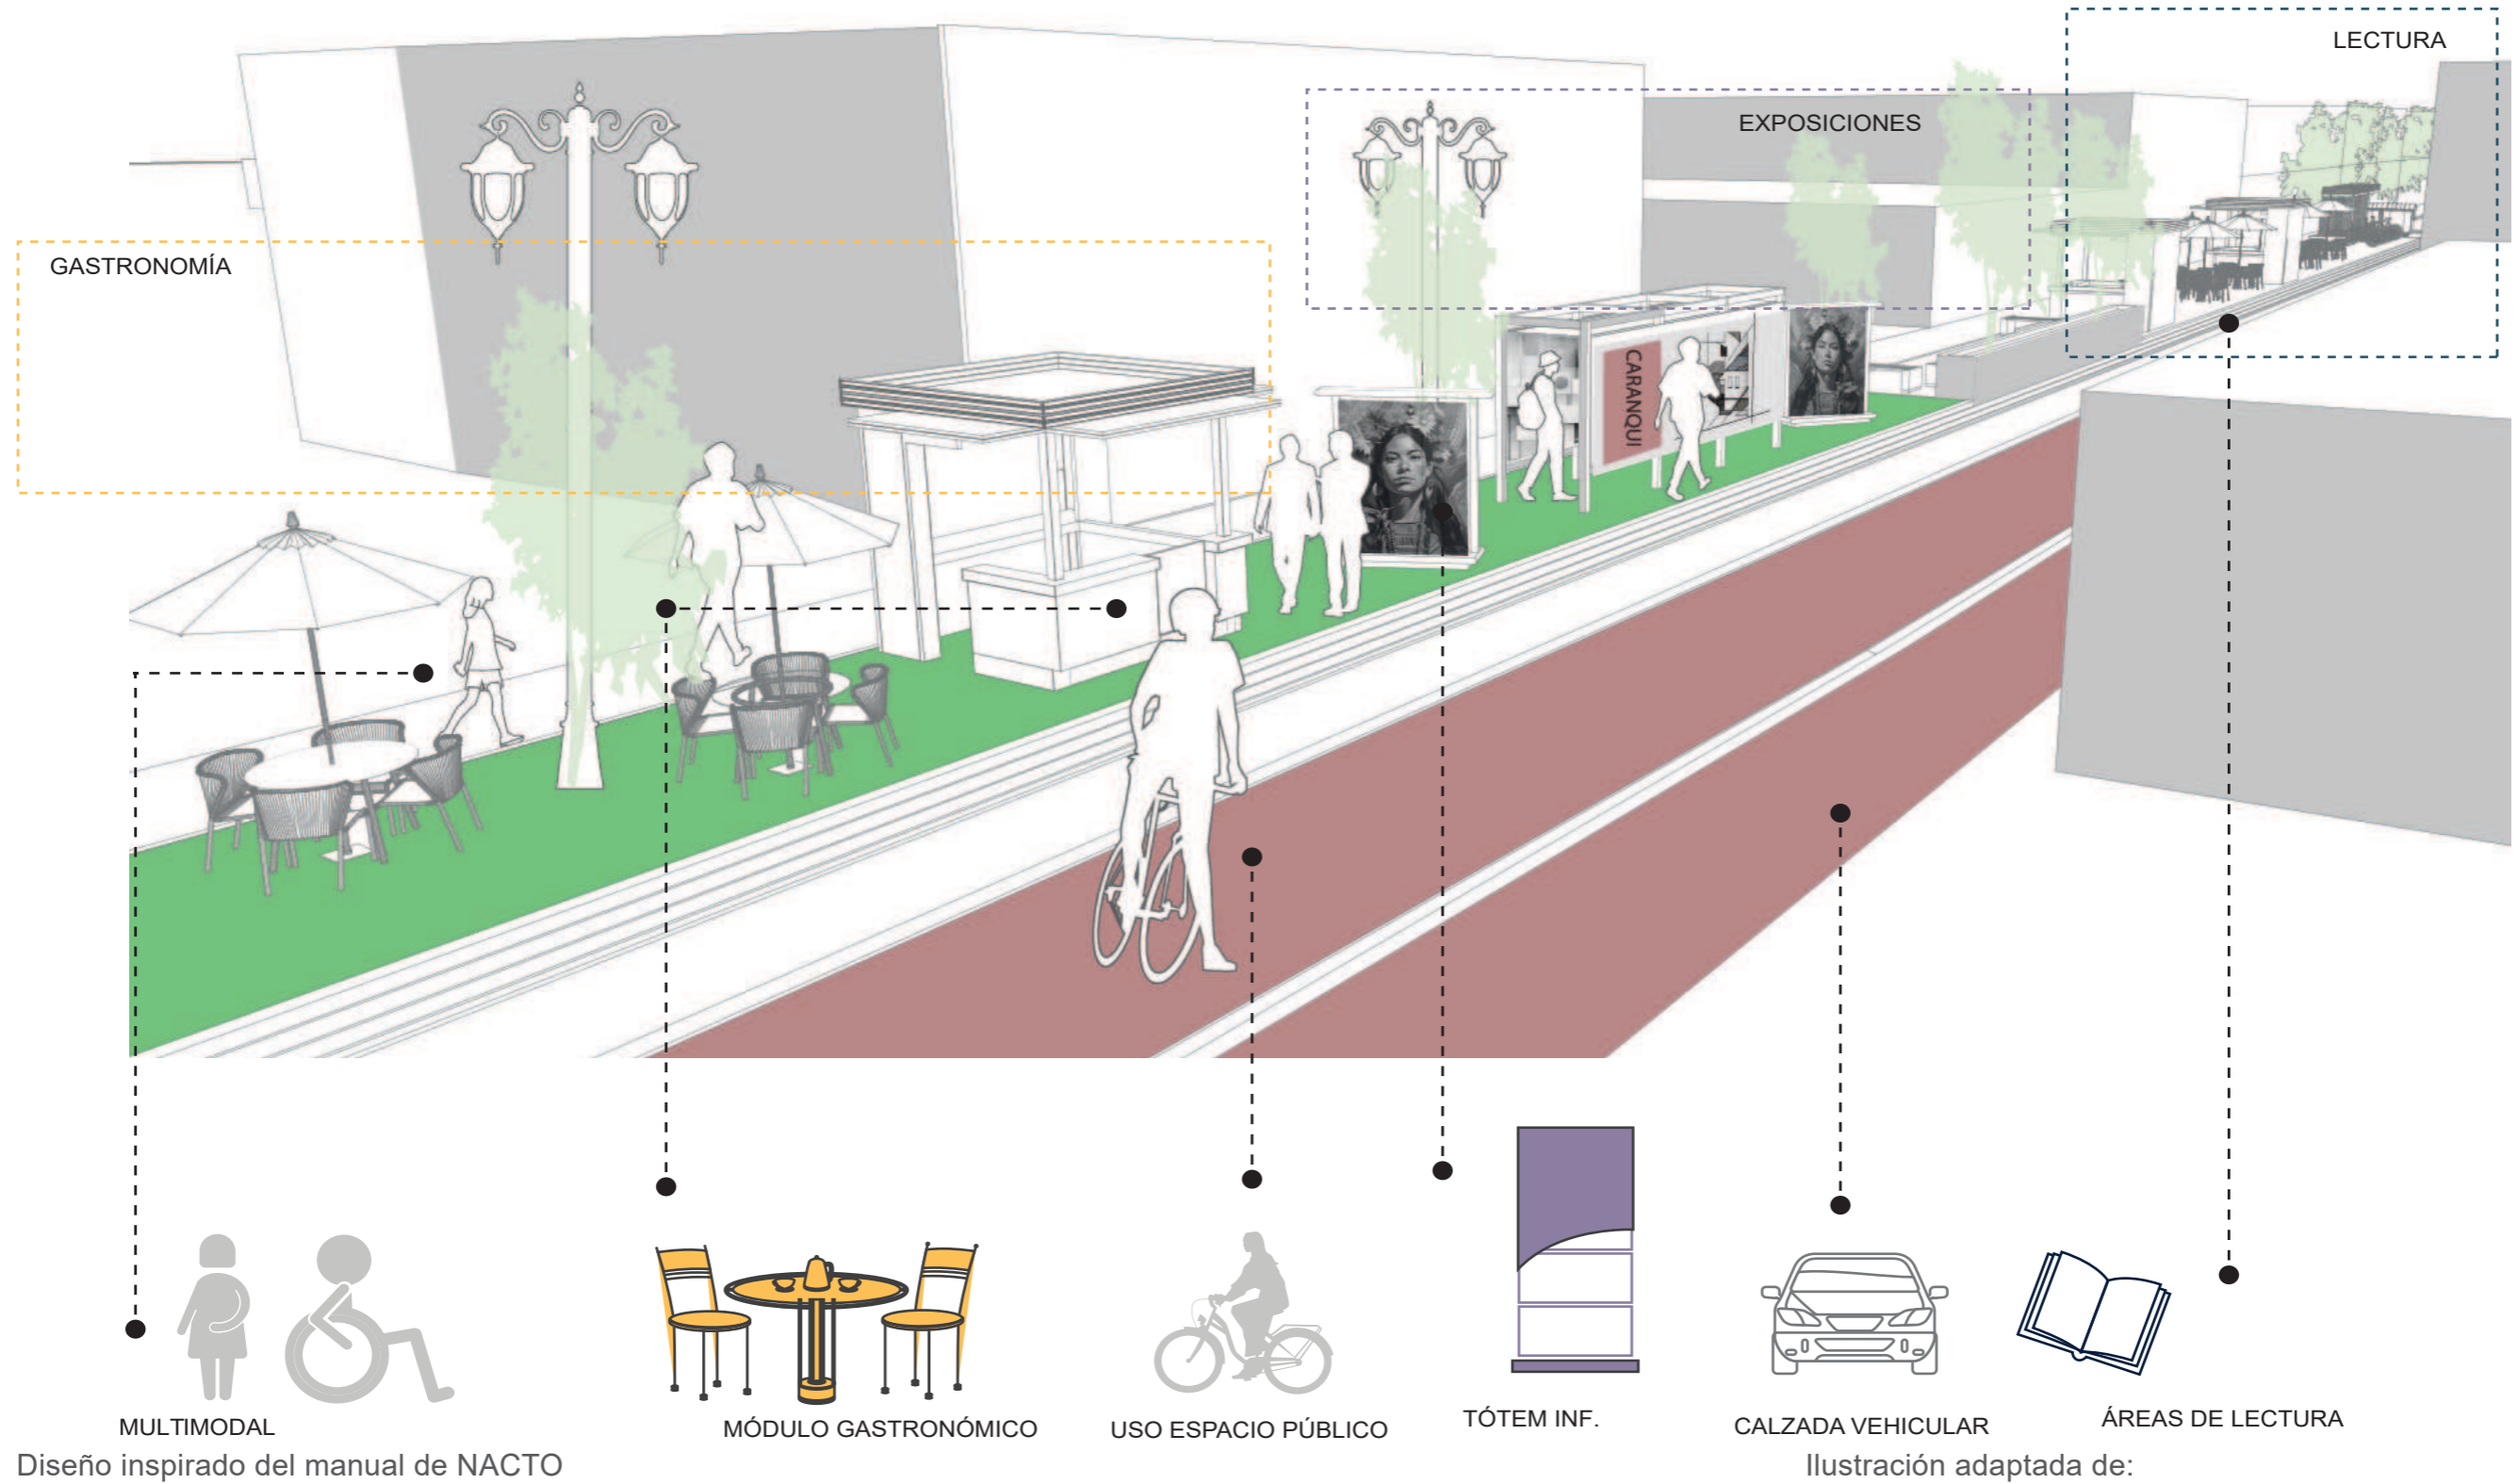 LECTURA
EXPOSICIONES
GASTRONOMÍA
CARANQUI
MULTIMODAL
MÓDULO GASTRONÓMICO
USO ESPACIO PÚBLICO
TÓTEM INF.
CALZADA VEHICULAR
ÁREAS DE LECTURA
Diseño inspirado del manual de NACTO
Ilustración adaptada de: